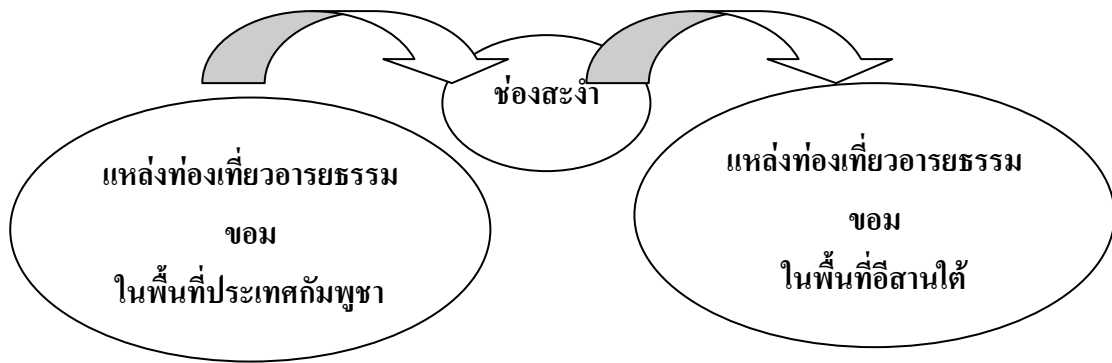 ช่องสะงำ
แหล่งท่องเที่ยวอารยธรรม
ขอม
ในพื้นที่ประเทศกัมพูชา
แหล่งท่องเที่ยวอารยธรรม
ขอม
ในพื้นที่อีสานใต้